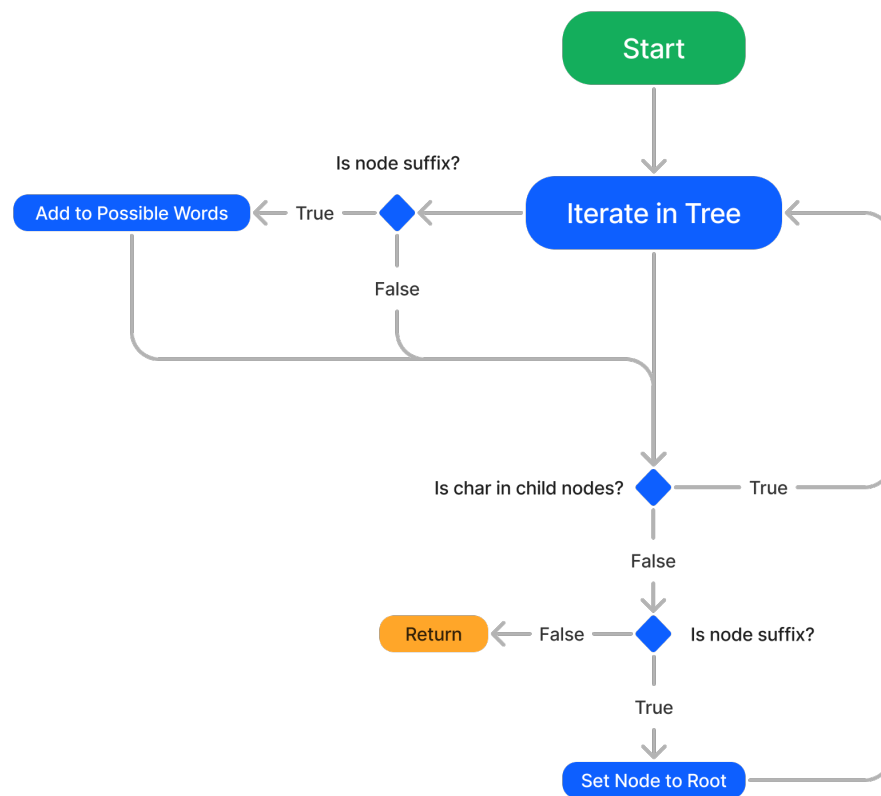 Start
Is node suffix?
Add to Possible Words
True
Iterate in Tree
False
Is char in child nodes?
True
False
Return
False
Is node suffix?
True
Set Node to Root